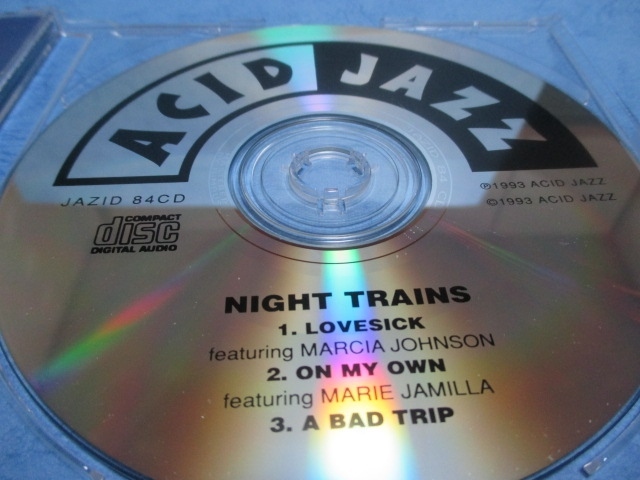 ACID JAZZ
JAZID 84CD
℗1993 ACID JAZZ
©1993 ACID JAZZ
COMPACT
disc
DIGITAL AUDIO
NIGHT TRAINS
1. LOVESICK
featuring MARCIA JOHNSON
2. ON MY OWN
featuring MARIE JAMILLA
3. A BAD TRIP